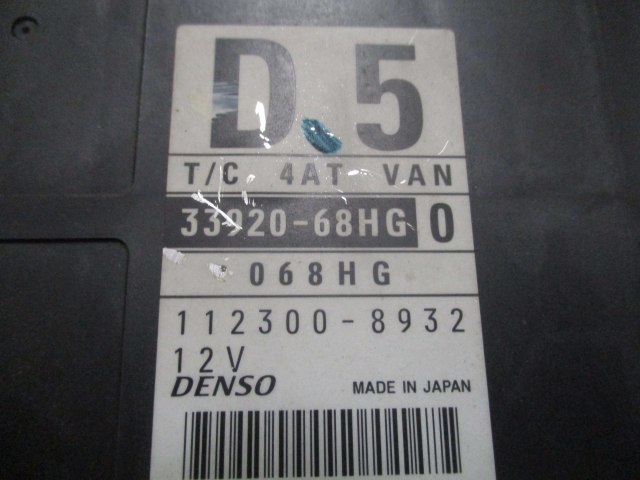 D 5
T/C 4AT VAN
33920-68HG 0
068HG
112300-8932
12V
DENSO MADE IN JAPAN